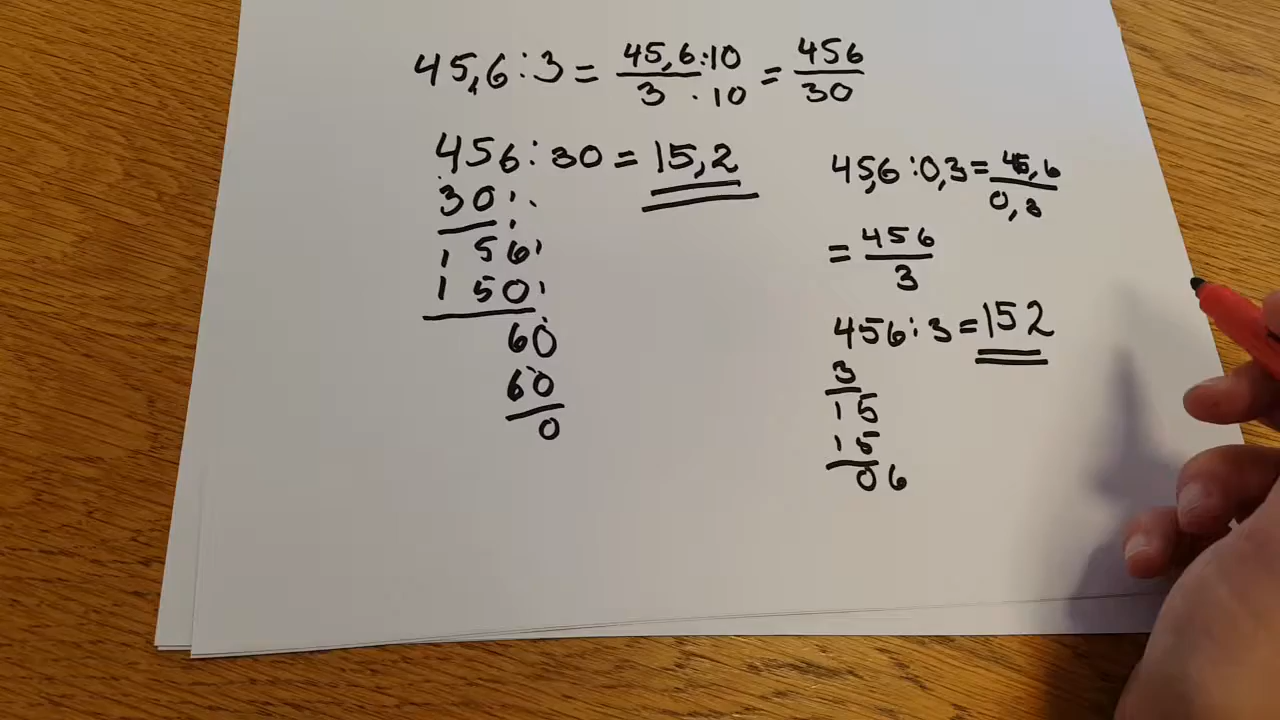 45,6 : 3 = 45,6 · 10 / 3 · 10 = 456 / 30
456 : 30 = 15,2
30
156
150
60
60
0
45,6 : 0,3 = 45,6 / 0,3
= 456 / 3
456 : 3 = 152
3
15
15
06